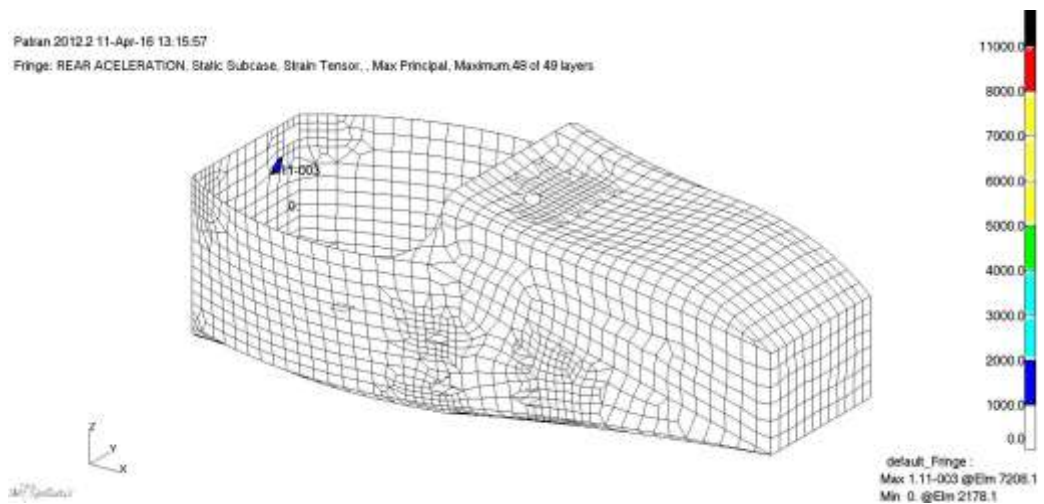 Patran 2012.2 11-Apr-16 13:15:57
Fringe: REAR ACELERATION, Static Subcase, Strain Tensor, , Max Principal, Maximum,48 of 49 layers
11000.0
8000.0
7000.0
6000.0
5000.0
4000.0
3000.0
2000.0
1000.0
0.0
1.11-003
0.
Z
Y
X
default_Fringe :
Max 1.11-003 @Elm 7208.1
Min 0. @Elm 2178.1